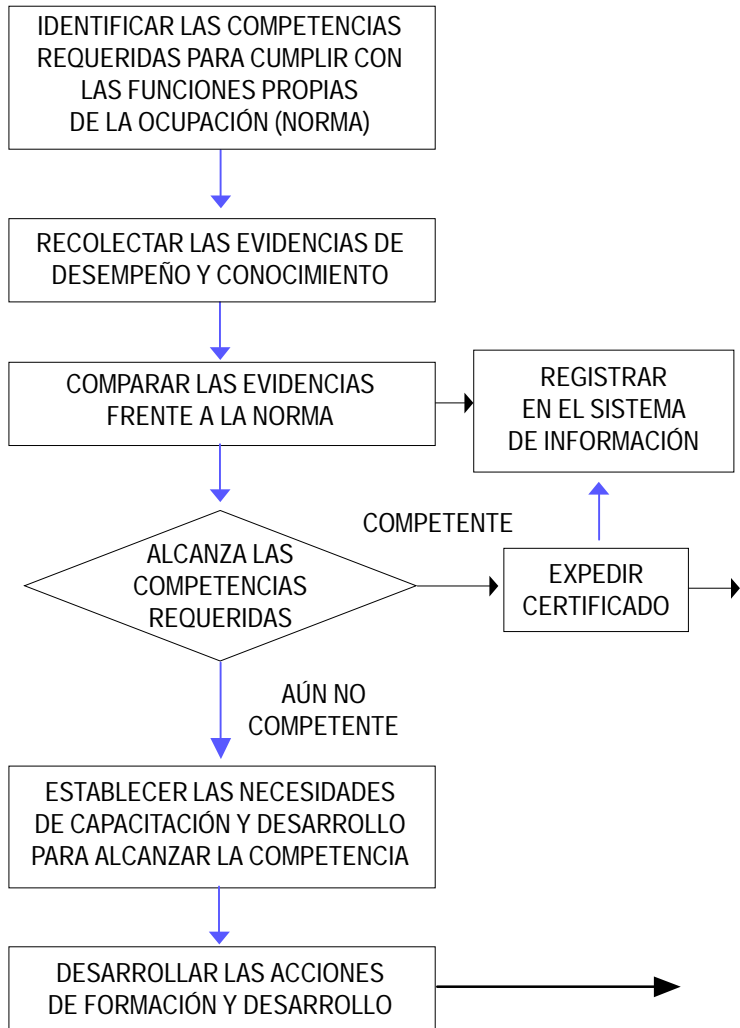 IDENTIFICAR LAS COMPETENCIAS
REQUERIDAS PARA CUMPLIR CON
LAS FUNCIONES PROPIAS
DE LA OCUPACIÓN (NORMA)
RECOLECTAR LAS EVIDENCIAS DE
DESEMPEÑO Y CONOCIMIENTO
COMPARAR LAS EVIDENCIAS
FRENTE A LA NORMA
REGISTRAR
EN EL SISTEMA
DE INFORMACIÓN
ALCANZA LAS
COMPETENCIAS
REQUERIDAS
COMPETENTE
EXPEDIR
CERTIFICADO
AÚN NO
COMPETENTE
ESTABLECER LAS NECESIDADES
DE CAPACITACIÓN Y DESARROLLO
PARA ALCANZAR LA COMPETENCIA
DESARROLLAR LAS ACCIONES
DE FORMACIÓN Y DESARROLLO